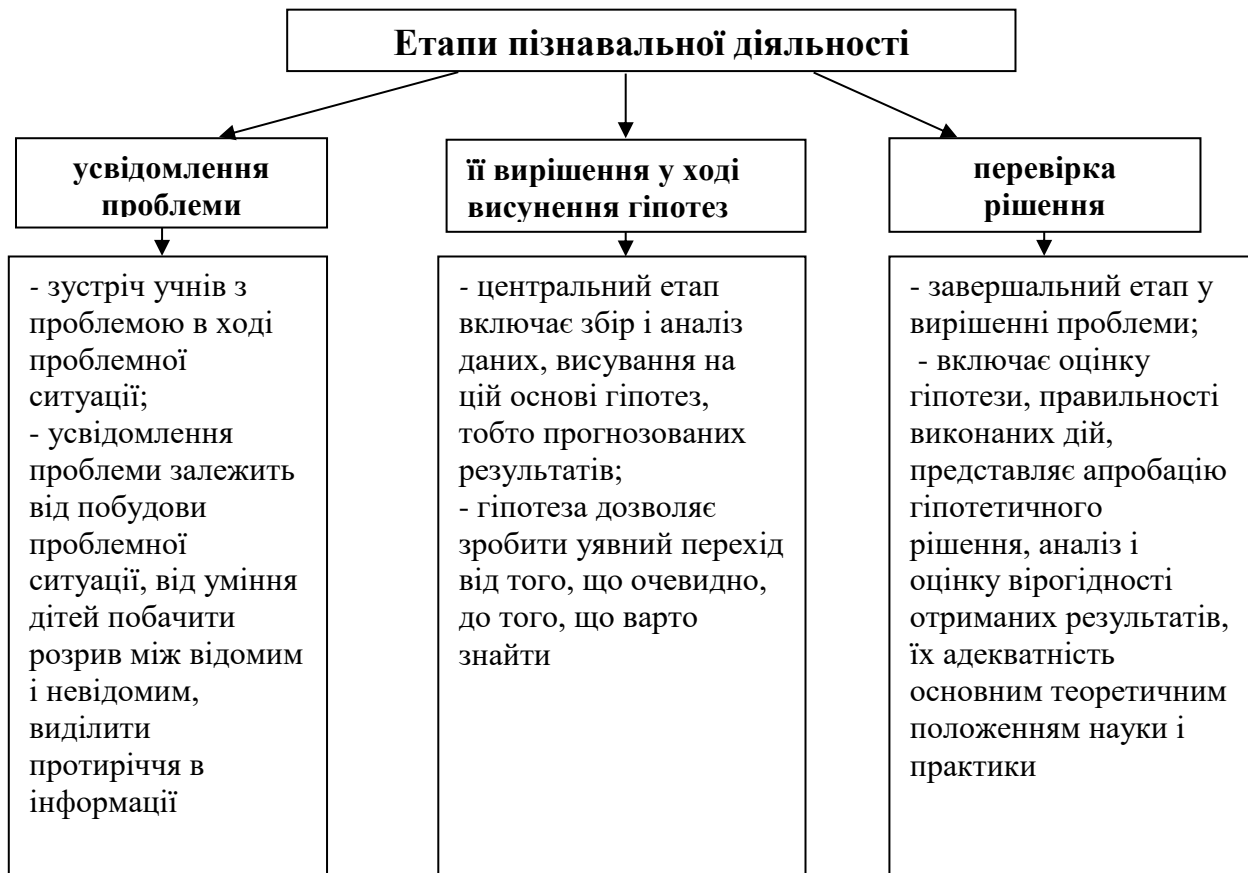 Етапи пізнавальної діяльності
усвідомлення
проблеми
її вирішення у ході
висунення гіпотез
перевірка
рішення
- зустріч учнів з
проблемою в ході
проблемної
ситуації;
- усвідомлення
проблеми залежить
від побудови
проблемної
ситуації, від уміння
дітей побачити
розрив між відомим
і невідомим,
виділити
протиріччя в
інформації
- центральний етап
включає збір і аналіз
даних, висування на
цій основі гіпотез,
тобто прогнозованих
результатів;
- гіпотеза дозволяє
зробити уявний перехід
від того, що очевидно,
до того, що варто
знайти
- завершальний етап у
вирішенні проблеми;
- включає оцінку
гіпотези, правильності
виконаних дій,
представляє апробацію
гіпотетичного
рішення, аналіз і
оцінку вірогідності
отриманих результатів,
їх адекватність
основним теоретичним
положенням науки і
практики